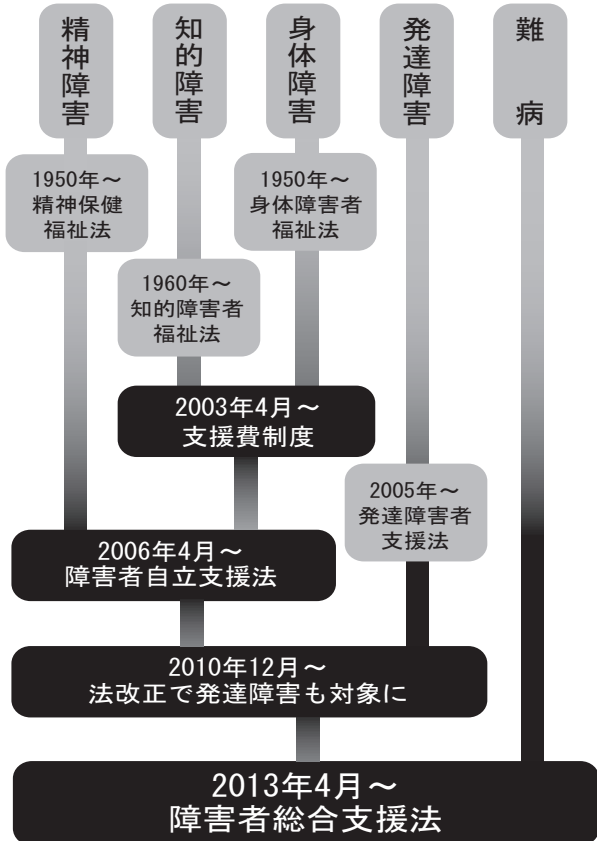 精神障害
知的障害
身体障害
発達障害
難病
1950年～
精神保健
福祉法
1950年～
身体障害者
福祉法
1960年～
知的障害者
福祉法
2003年4月～
支援費制度
2005年～
発達障害者
支援法
2006年4月～
障害者自立支援法
2010年12月～
法改正で発達障害も対象に
2013年4月～
障害者総合支援法